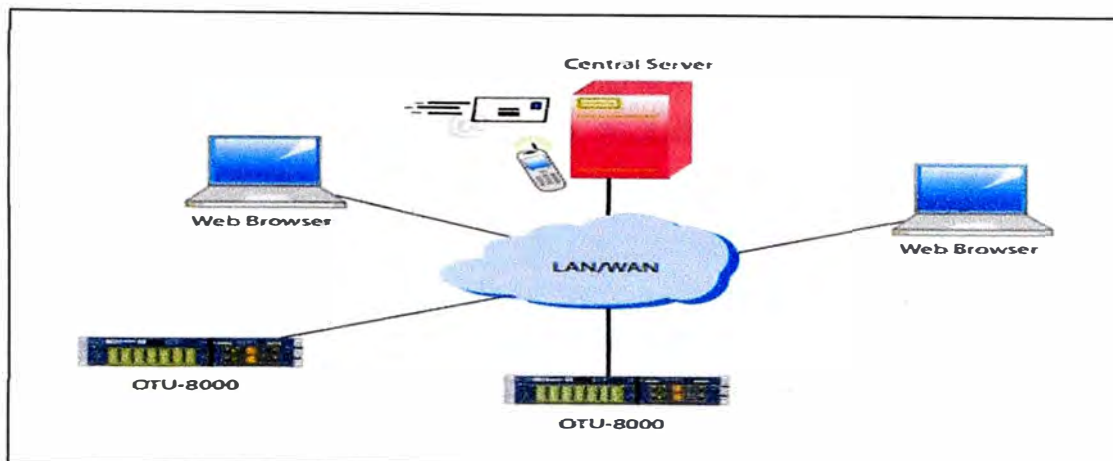 Central Server
Web Browser
Web Browser
LAN/WAN
OTU-8000
OTU-8000